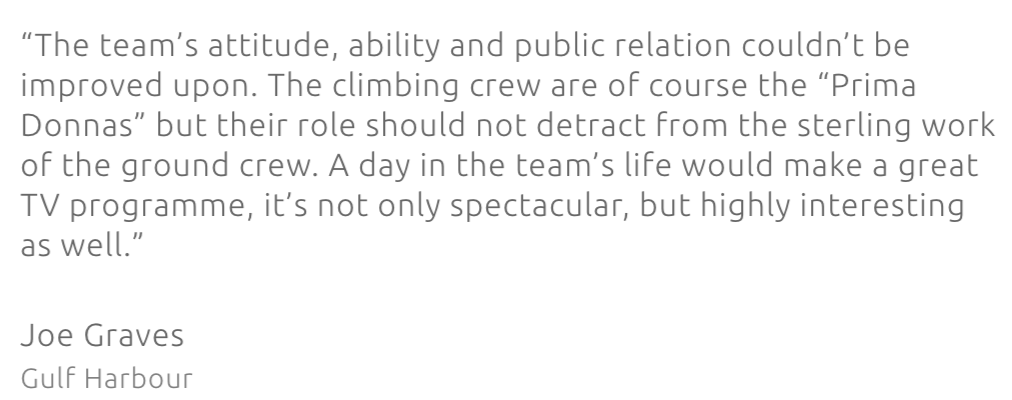 “The team’s attitude, ability and public relation couldn’t be
improved upon. The climbing crew are of course the “Prima
Donnas” but their role should not detract from the sterling work
of the ground crew. A day in the team’s life would make a great
TV programme, it’s not only spectacular, but highly interesting
as well.”
Joe Graves
Gulf Harbour